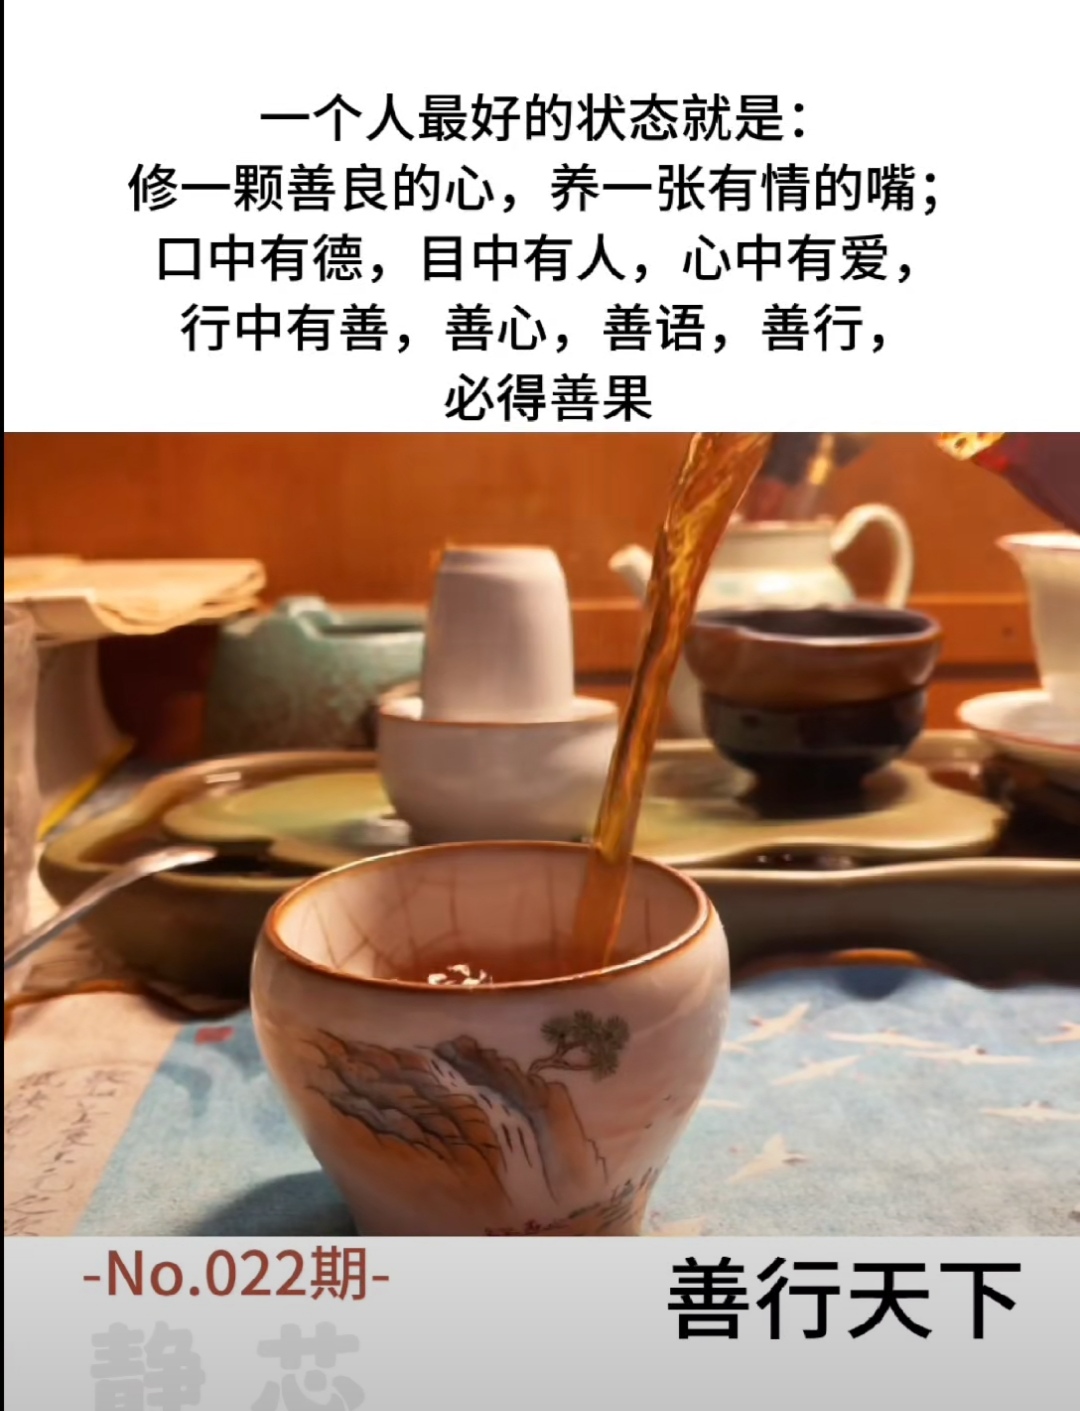 一个人最好的状态就是：
修一颗善良的心，养一张有情的嘴；
口中有德，目中有人，心中有爱，
行中有善，善心，善语，善行，
必得善果
-No.022期-
善行天下
静芯